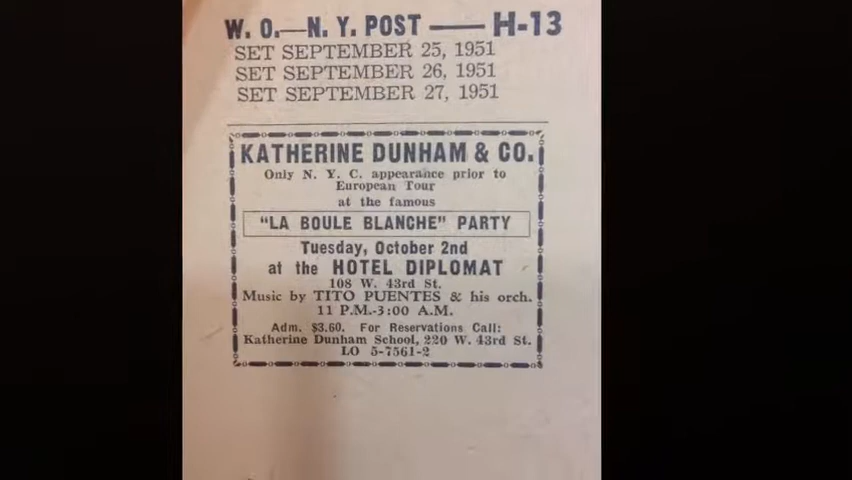 W. O.—N. Y. POST —— H-13
SET SEPTEMBER 25, 1951
SET SEPTEMBER 26, 1951
SET SEPTEMBER 27, 1951
KATHERINE DUNHAM & CO.
Only N. Y. C. appearance prior to
European Tour
at the famous
"LA BOULE BLANCHE" PARTY
Tuesday, October 2nd
at the HOTEL DIPLOMAT
108 W. 43rd St.
Music by TITO PUENTES & his orch.
11 P.M.-3:00 A.M.
Adm. $3.60. For Reservations Call:
Katherine Dunham School, 220 W. 43rd St.
LO 5-7561-2